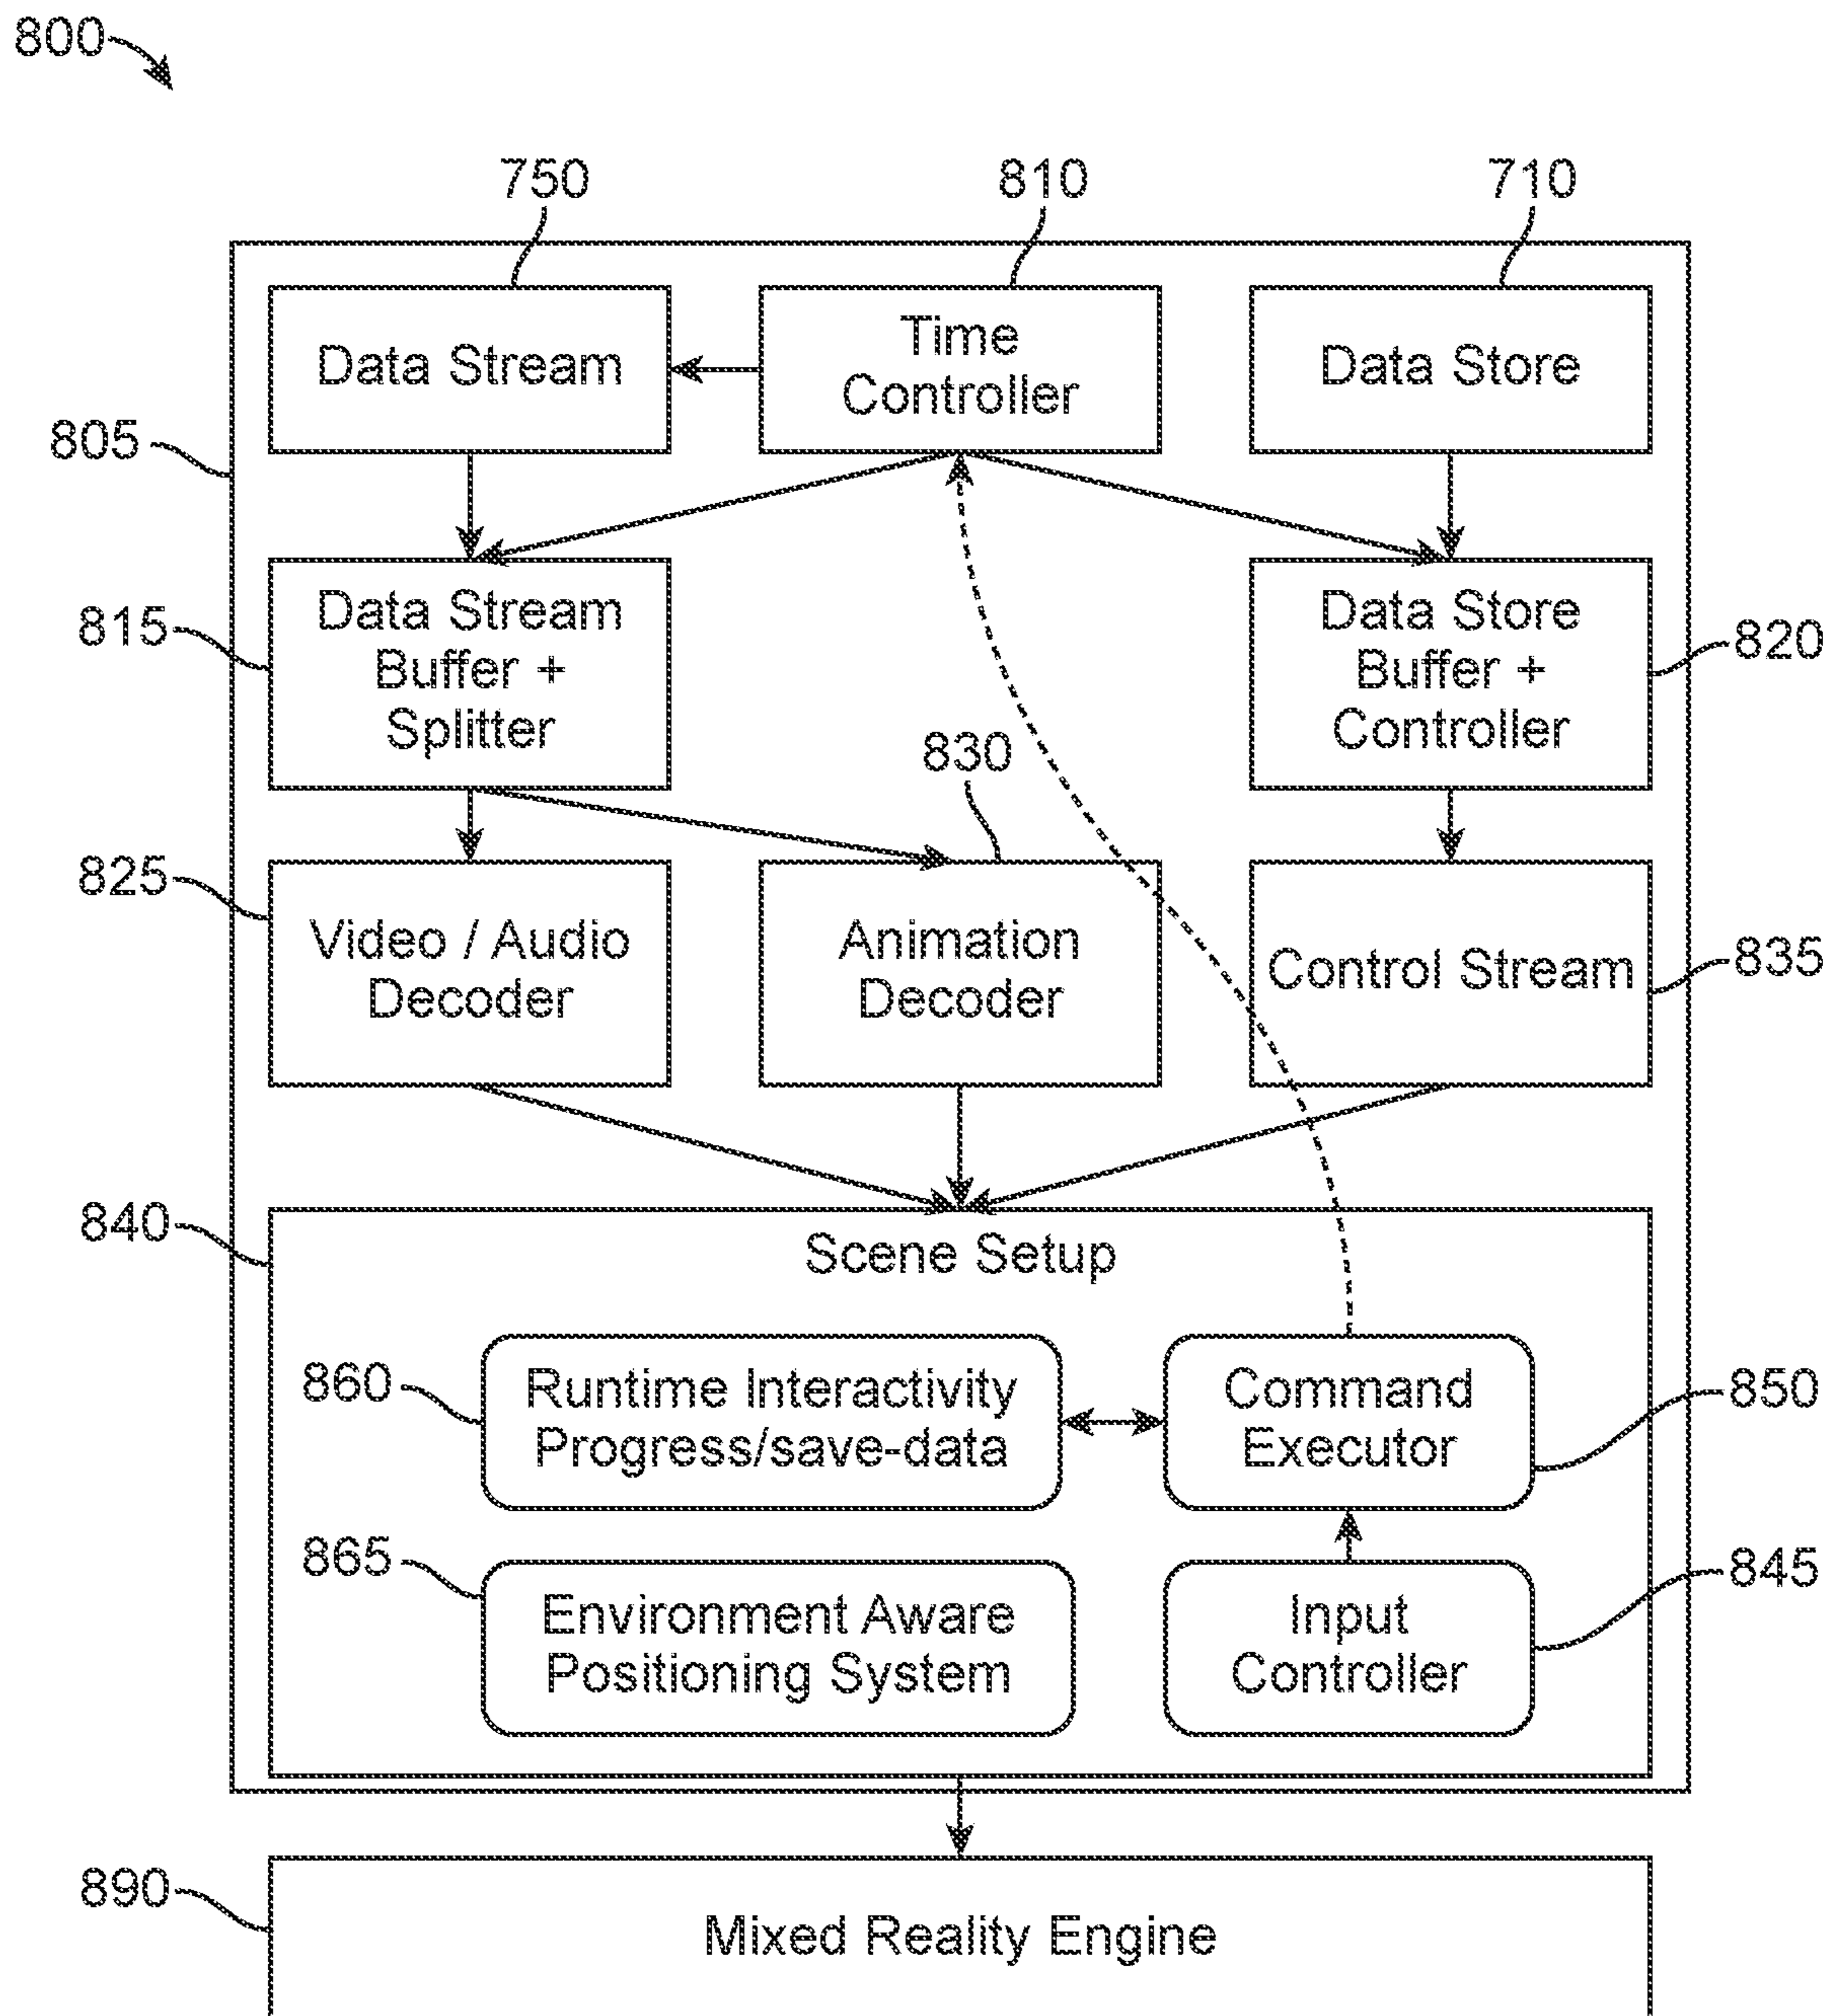 800
750
810
710
Data Stream
Time
Controller
Data Store
805
815
Data Stream
Buffer +
Splitter
Data Store
Buffer +
Controller
820
830
825
Video / Audio
Decoder
Animation
Decoder
Control Stream
835
840
Scene Setup
860
Runtime Interactivity
Progress/save-data
Command
Executor
850
865
Environment Aware
Positioning System
Input
Controller
845
890
Mixed Reality Engine